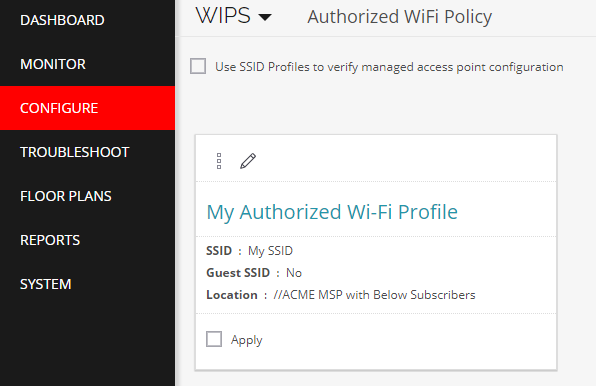 DASHBOARD
MONITOR
CONFIGURE
TROUBLESHOOT
FLOOR PLANS
REPORTS
SYSTEM
WIPS Authorized WiFi Policy
Use SSID Profiles to verify managed access point configuration
My Authorized Wi-Fi Profile
SSID : My SSID
Guest SSID : No
Location : //ACME MSP with Below Subscribers
Apply